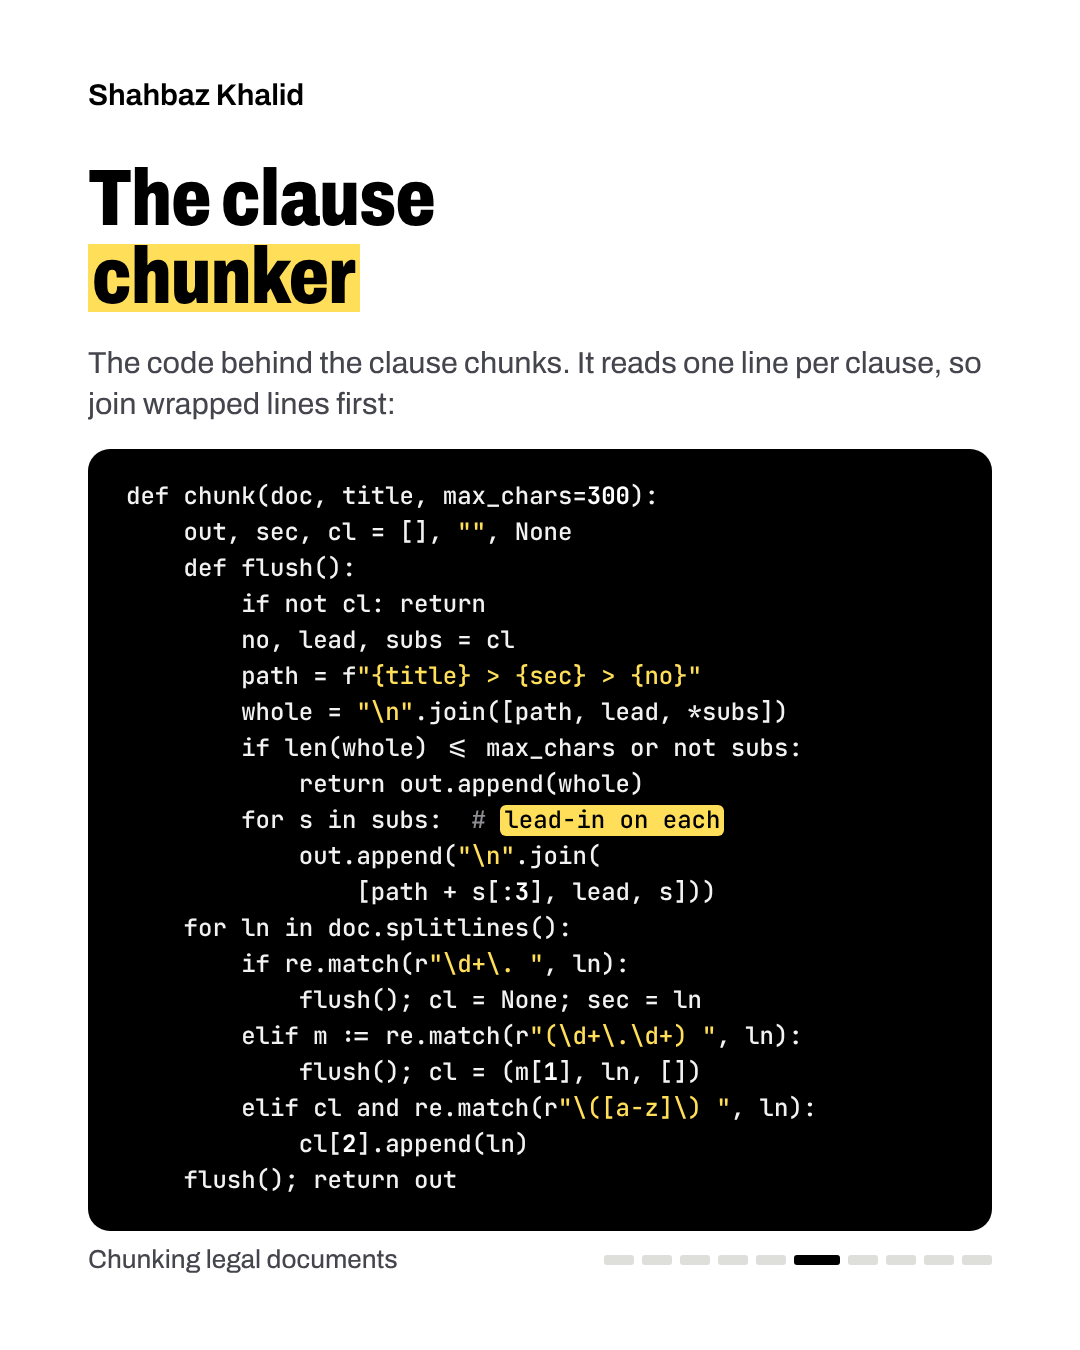 Shahbaz Khalid
The clause
chunker
The code behind the clause chunks. It reads one line per clause, so
join wrapped lines first:
def chunk(doc, title, max_chars=300):
    out, sec, cl = [], "", None
    def flush():
        if not cl: return
        no, lead, subs = cl
        path = f"{title} > {sec} > {no}"
        whole = "\n".join([path, lead, *subs])
        if len(whole) <= max_chars or not subs:
            return out.append(whole)
        for s in subs:  # lead-in on each
            out.append("\n".join(
                [path + s[:3], lead, s]))
    for ln in doc.splitlines():
        if re.match(r"\d+\. ", ln):
            flush(); cl = None; sec = ln
        elif m := re.match(r"(\d+\.\d+) ", ln):
            flush(); cl = (m[1], ln, [])
        elif cl and re.match(r"\([a-z]\) ", ln):
            cl[2].append(ln)
    flush(); return out
Chunking legal documents